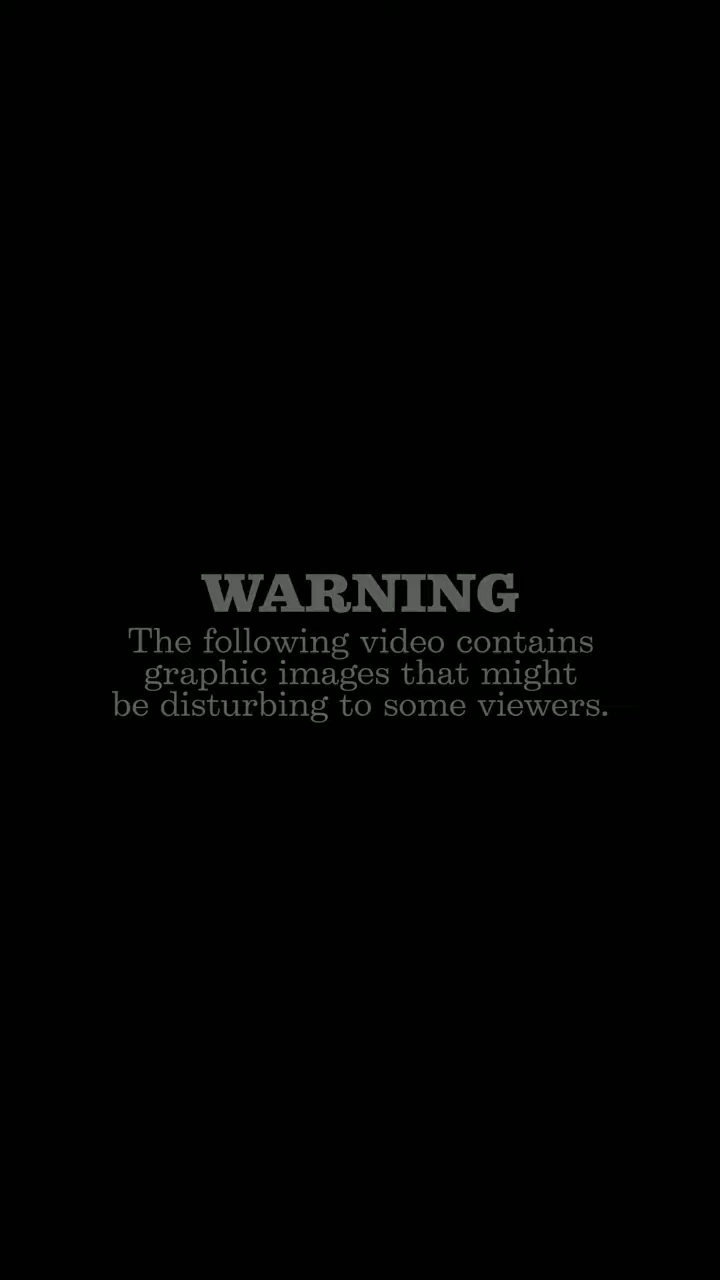 WARNING
The following video contains
graphic images that might
be disturbing to some viewers.